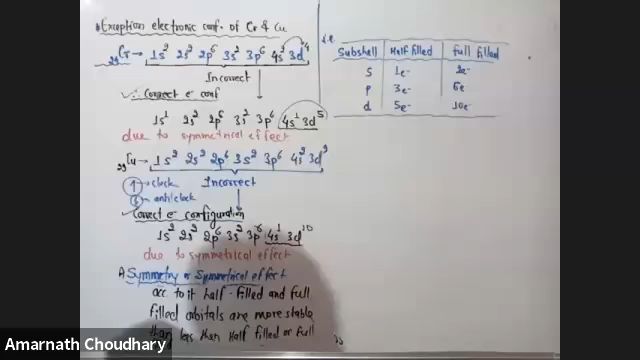 Exception electronic conf. of Cr & Cu
Cr → 1s² 2s² 2p⁶ 3s² 3p⁶ 4s² 3d⁴
Incorrect
∴ Correct e⁻ conf
1s¹ 2s² 2p⁶ 3s² 3p⁶ 4s¹ 3d⁵
due to symmetrical effect
₂₉Cu → 1s² 2s² 2p⁶ 3s² 3p⁶ 4s² 3d⁹
clock
Incorrect
anti clock
Correct e⁻ configuration
1s² 2s² 2p⁶ 3s² 3p⁶ 4s¹ 3d¹⁰
due to symmetrical effect
Symmetry or Symmetrical effect
acc to it half-filled and full
filled orbitals are more stable
than less than Half filled or full
i.e.
Subshell Half filled full filled
S 1e⁻ 2e⁻
P 3e⁻ 6e
d 5e⁻ 10e⁻
Amarnath Choudhary